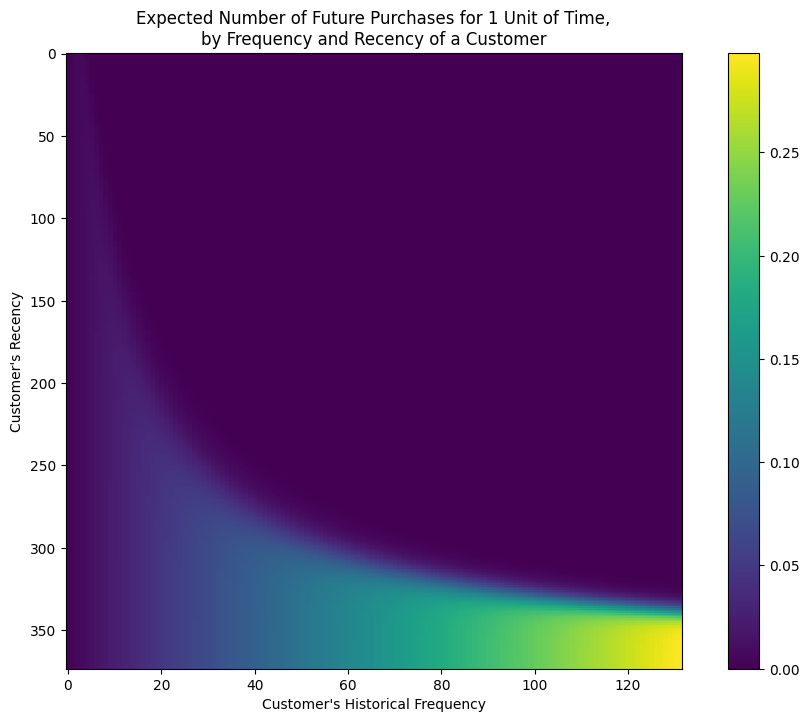 Expected Number of Future Purchases for 1 Unit of Time,
by Frequency and Recency of a Customer
0
50
100
150
200
250
300
350
Customer's Recency
0 20 40 60 80 100 120
Customer's Historical Frequency
0.25
0.20
0.15
0.10
0.05
0.00